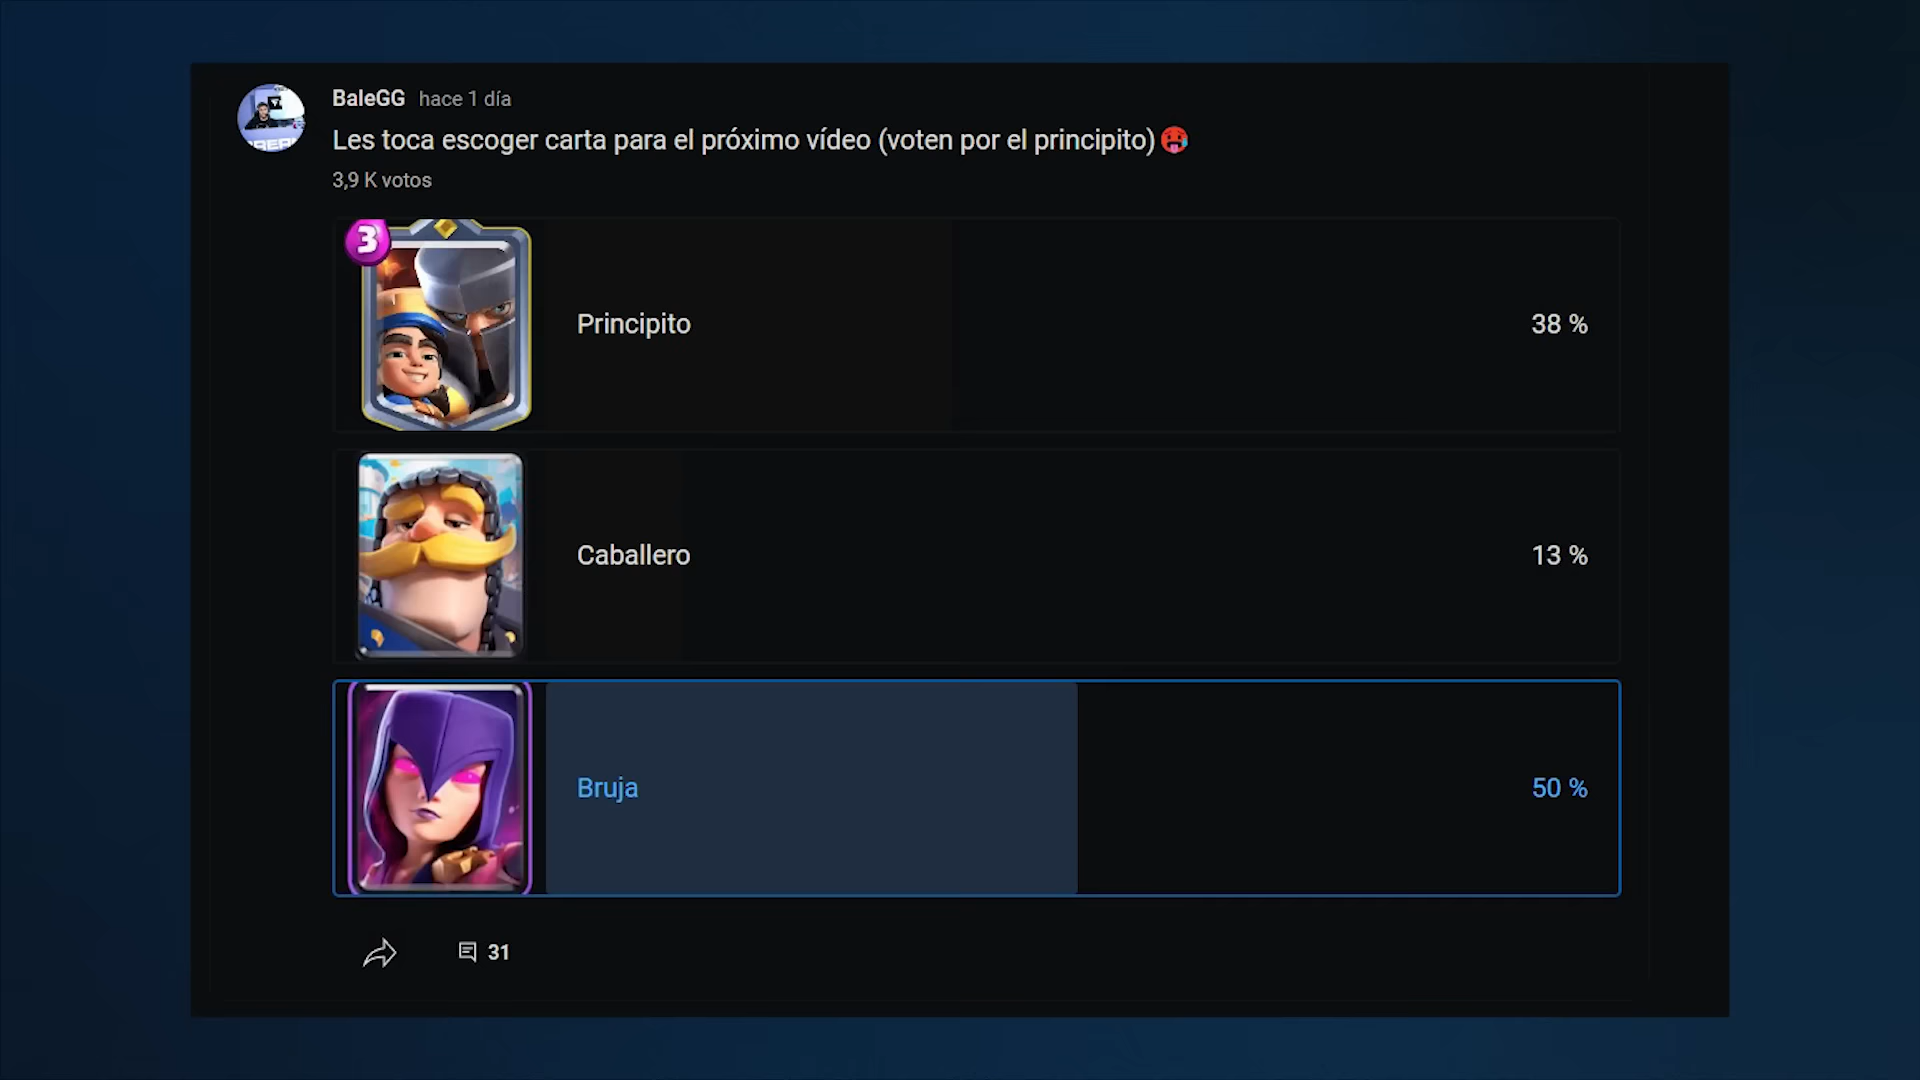 BaleGG hace 1 día
Les toca escoger carta para el próximo vídeo (voten por el principito)🥵
3,9 K votos
3
Principito
38 %
Caballero
13 %
Bruja
50 %
31